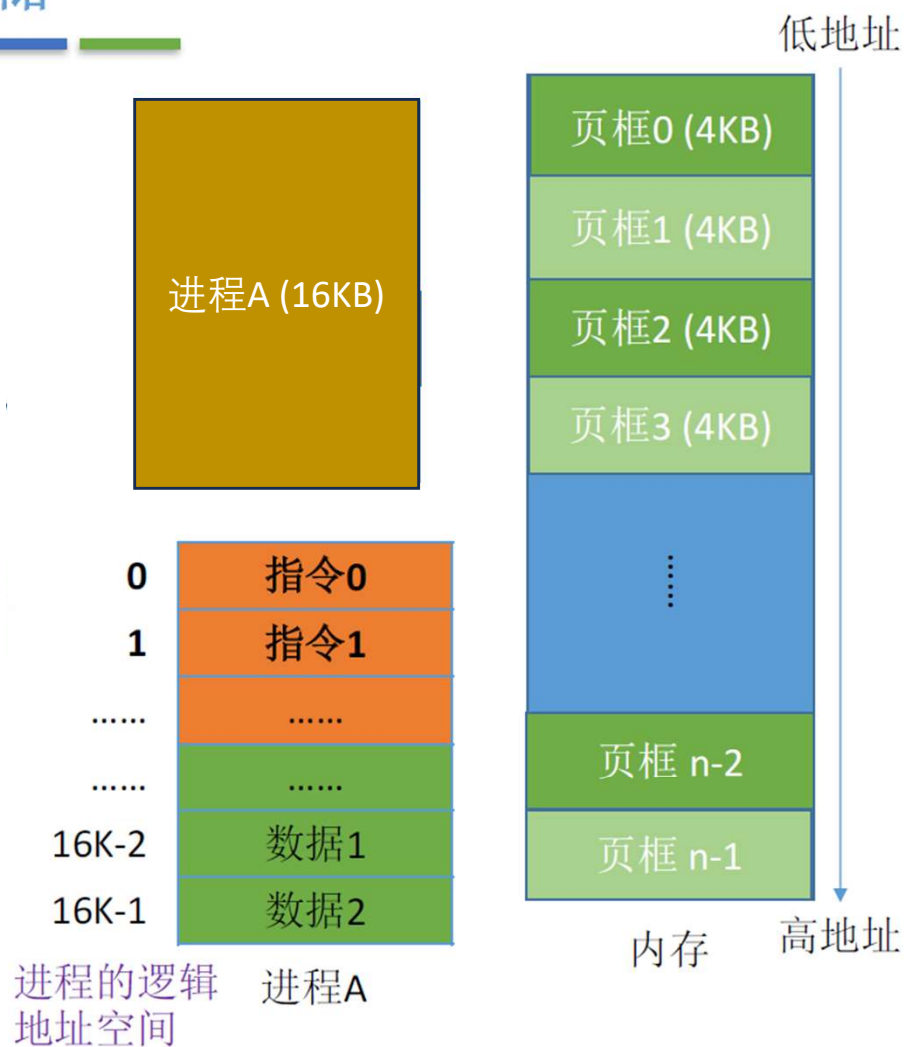 低地址
进程A (16KB)
页框0 (4KB)
页框1 (4KB)
页框2 (4KB)
页框3 (4KB)
......
页框 n-2
页框 n-1
内存
高地址
0 指令0
1 指令1
...... ......
...... ......
16K-2 数据1
16K-1 数据2
进程的逻辑
地址空间
进程A